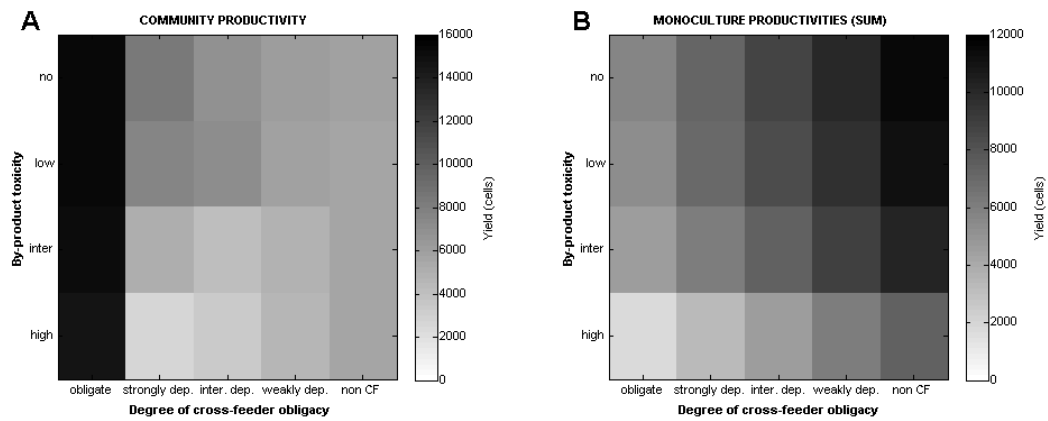 A
COMMUNITY PRODUCTIVITY
no
low
inter
high
By-product toxicity
obligate strongly dep. inter. dep. weakly dep. non CF
Degree of cross-feeder obligacy
16000
14000
12000
10000
8000
6000
4000
2000
0
Yield (cells)
B
MONOCULTURE PRODUCTIVITIES (SUM)
no
low
inter
high
By-product toxicity
obligate strongly dep. inter. dep. weakly dep. non CF
Degree of cross-feeder obligacy
12000
10000
8000
6000
4000
2000
0
Yield (cells)